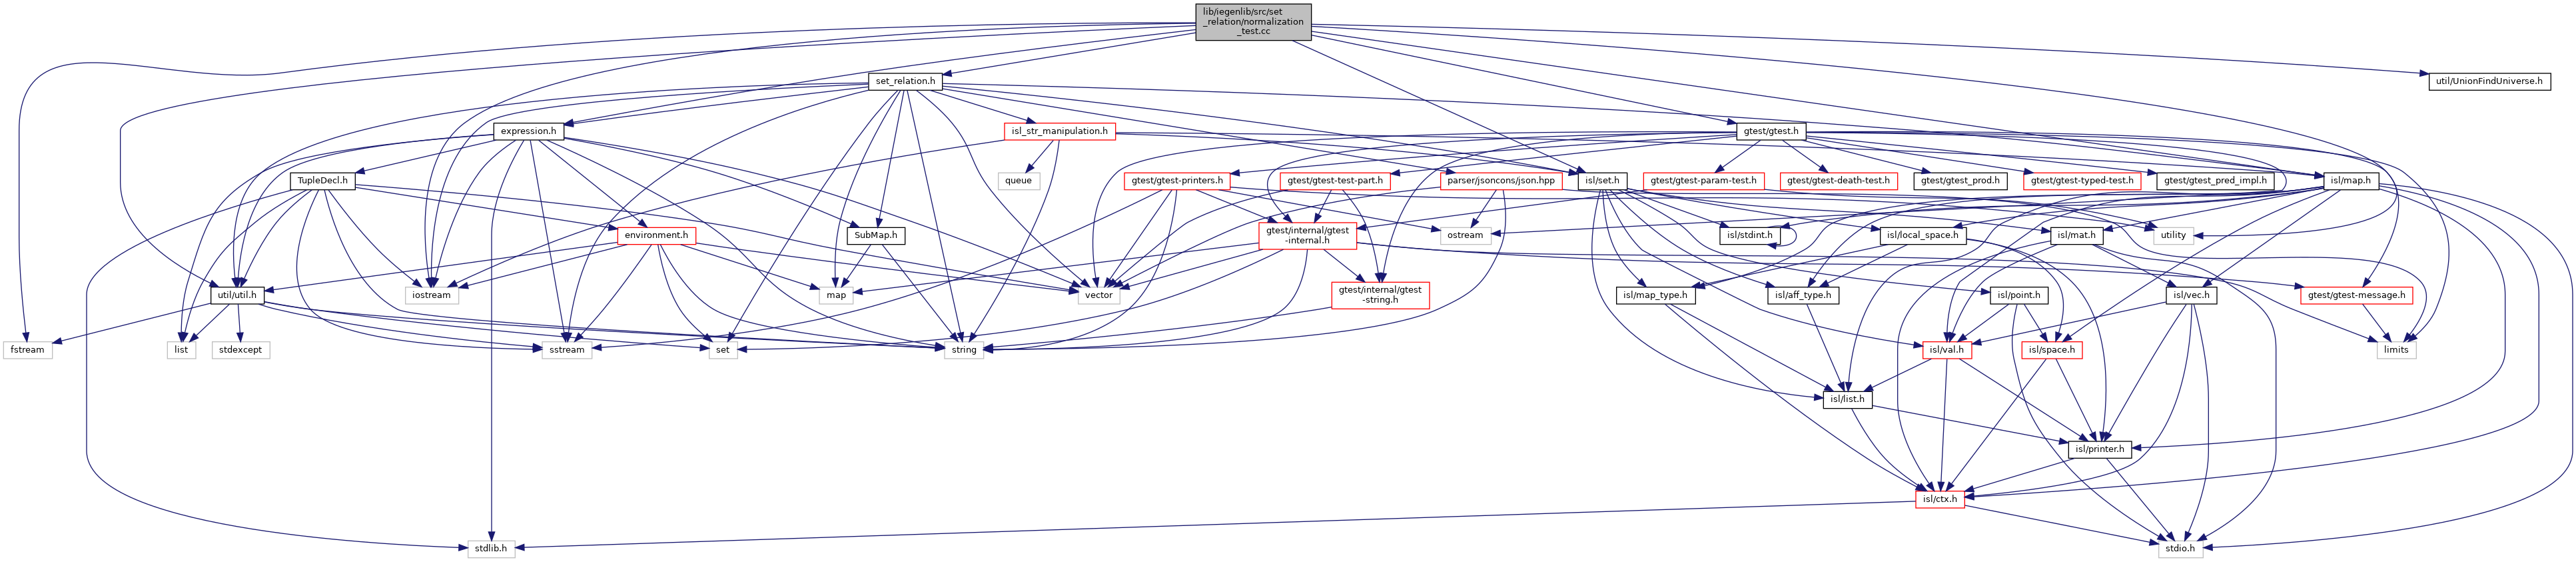 lib/iegenlib/src/set
_relation/normalization
_test.cc
set_relation.h
util/UnionFindUniverse.h
expression.h
isl_str_manipulation.h
gtest/gtest.h
TupleDecl.h
queue
gtest/gtest-printers.h
gtest/gtest-test-part.h
parser/jsoncons/json.hpp
isl/set.h
gtest/gtest-param-test.h
gtest/gtest-death-test.h
gtest/gtest_prod.h
gtest/gtest-typed-test.h
gtest/gtest_pred_impl.h
isl/map.h
environment.h
SubMap.h
gtest/internal/gtest
-internal.h
ostream
isl/stdint.h
isl/local_space.h
isl/mat.h
utility
util/util.h
iostream
map
vector
gtest/internal/gtest
-string.h
isl/map_type.h
isl/aff_type.h
isl/point.h
isl/vec.h
gtest/gtest-message.h
fstream
list
stdexcept
sstream
set
string
isl/val.h
isl/space.h
limits
isl/list.h
isl/printer.h
isl/ctx.h
stdlib.h
stdio.h